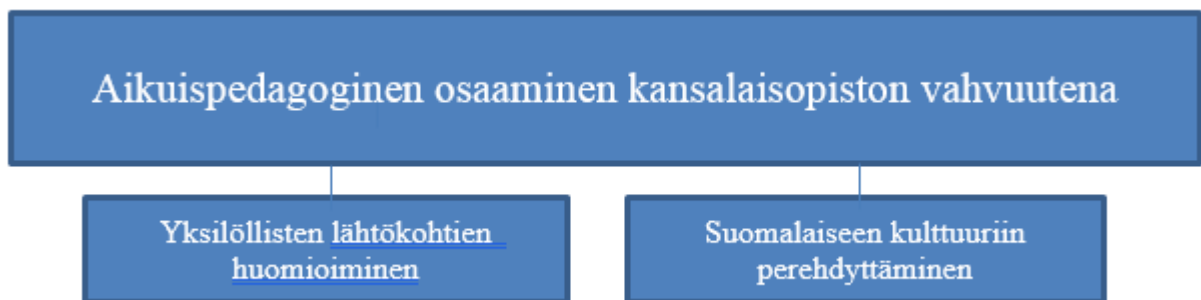 Aikuispedagoginen osaaminen kansalaisopiston vahvuutena
Yksilöllisten lähtökohtien
huomioiminen
Suomalaiseen kulttuuriin
perehdyttäminen